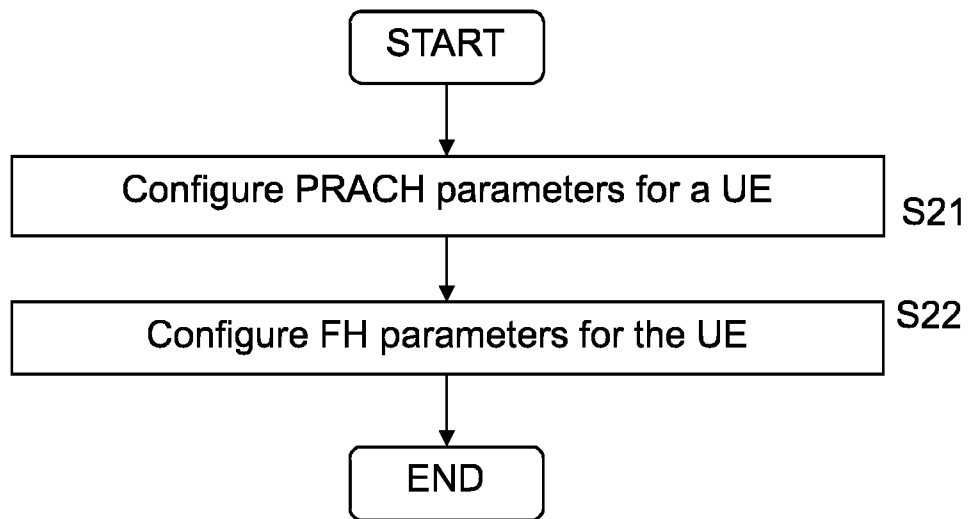 START
Configure PRACH parameters for a UE
S21
Configure FH parameters for the UE
S22
END